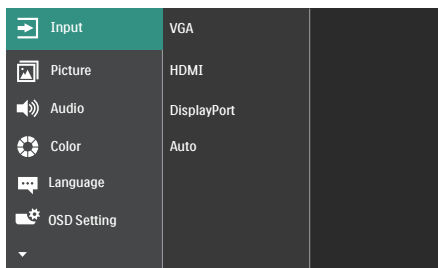 Input
VGA
Picture
HDMI
Audio
DisplayPort
Color
Auto
Language
OSD Setting